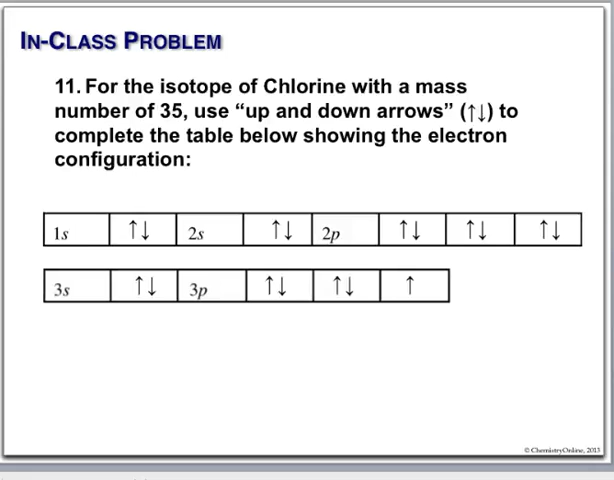 IN-CLASS PROBLEM
11. For the isotope of Chlorine with a mass
number of 35, use “up and down arrows” (↑↓) to
complete the table below showing the electron
configuration:
1s ↑↓ 2s ↑↓ 2p ↑↓ ↑↓ ↑↓
3s ↑↓ 3p ↑↓ ↑↓ ↑
© ChemistryOnline, 2013